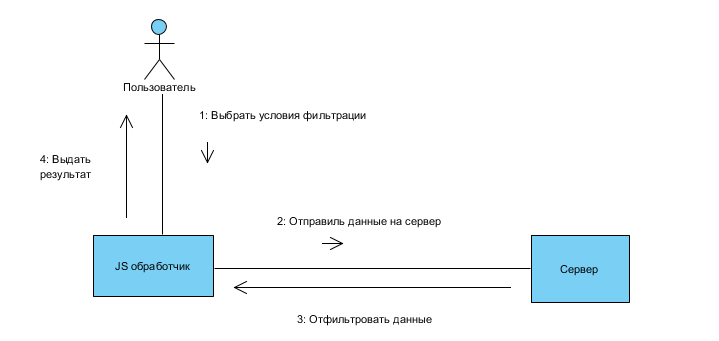 Пользователь
1: Выбрать условия фильтрации
4: Выдать
результат
2: Отправиль данные на сервер
JS обработчик
Сервер
3: Отфильтровать данные